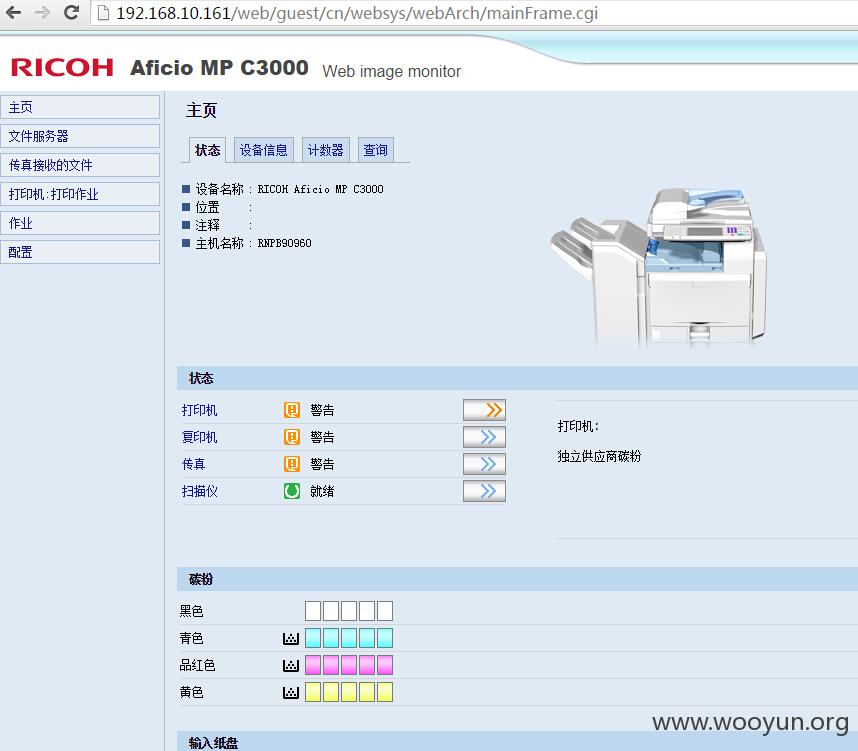 192.168.10.161/web/guest/cn/websys/webArch/mainFrame.cgi
RICOH Aficio MP C3000 Web image monitor
主页
文件服务器
传真接收的文件
打印机:打印作业
作业
配置
主页
状态 设备信息 计数器 查询
设备名称 : RICOH Aficio MP C3000
位置 :
注释 :
主机名称 : RNPB90960
状态
打印机 警告
复印机 警告
传真 警告
扫描仪 就绪
打印机:
独立供应商碳粉
碳粉
黑色
青色
品红色
黄色
输入纸盘
www.wooyun.org